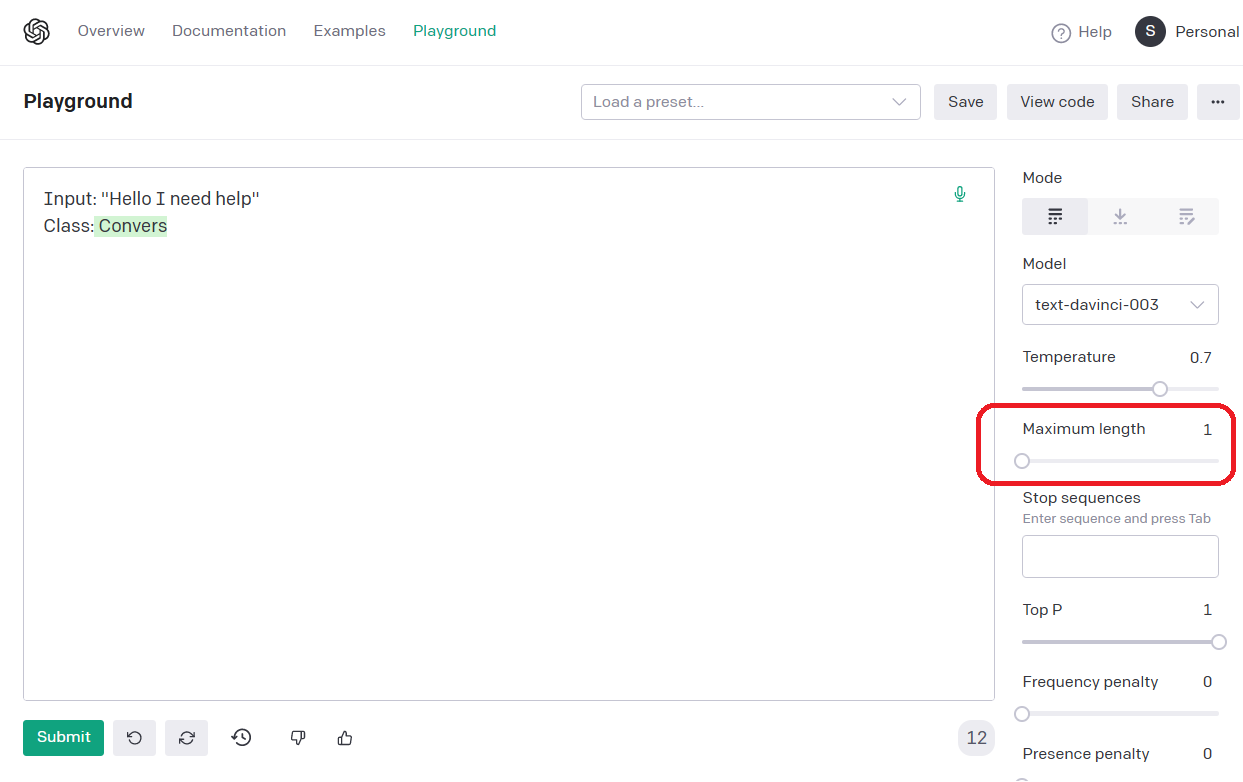 Overview Documentation Examples Playground Help S Personal
Playground
Load a preset... Save View code Share ...
Input: "Hello I need help"
Class: Convers
Mode
Model
text-davinci-003
Temperature 0.7
Maximum length 1
Stop sequences
Enter sequence and press Tab
Top P 1
Frequency penalty 0
Submit 12
Presence penalty 0